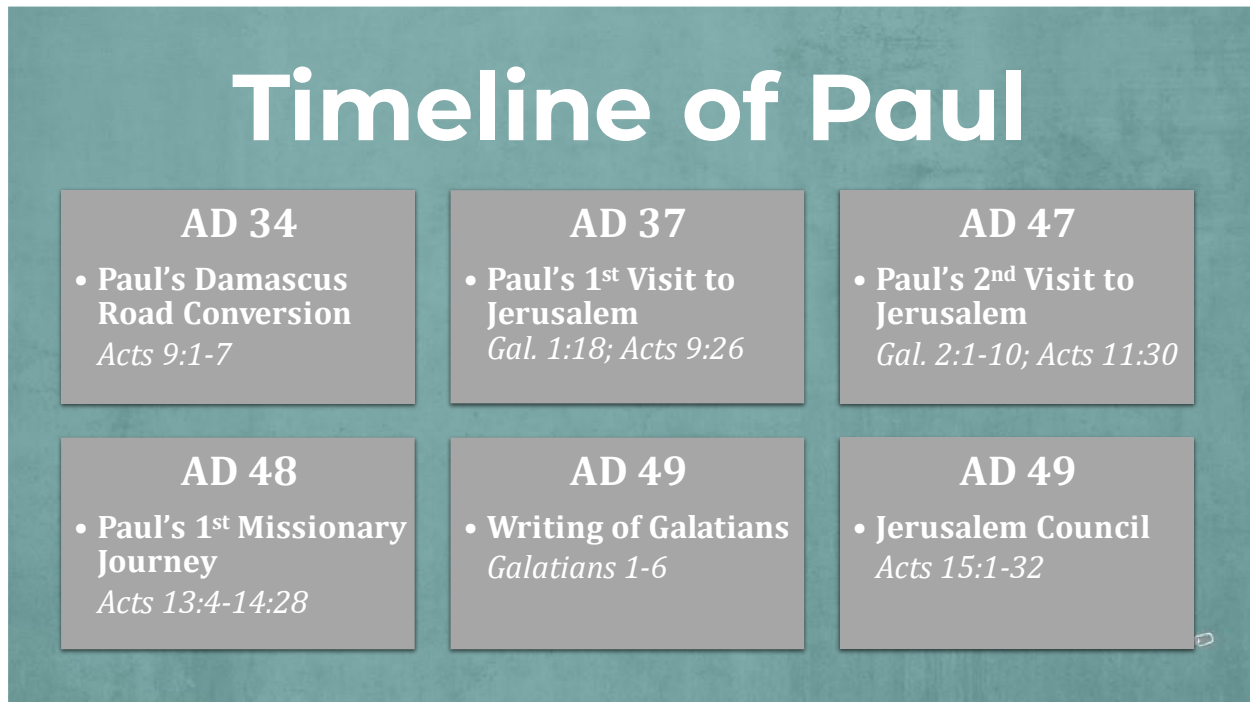 Timeline of Paul
AD 34
• Paul’s Damascus
Road Conversion
Acts 9:1-7
AD 37
• Paul’s 1st Visit to
Jerusalem
Gal. 1:18; Acts 9:26
AD 47
• Paul’s 2nd Visit to
Jerusalem
Gal. 2:1-10; Acts 11:30
AD 48
• Paul’s 1st Missionary
Journey
Acts 13:4-14:28
AD 49
• Writing of Galatians
Galatians 1-6
AD 49
• Jerusalem Council
Acts 15:1-32